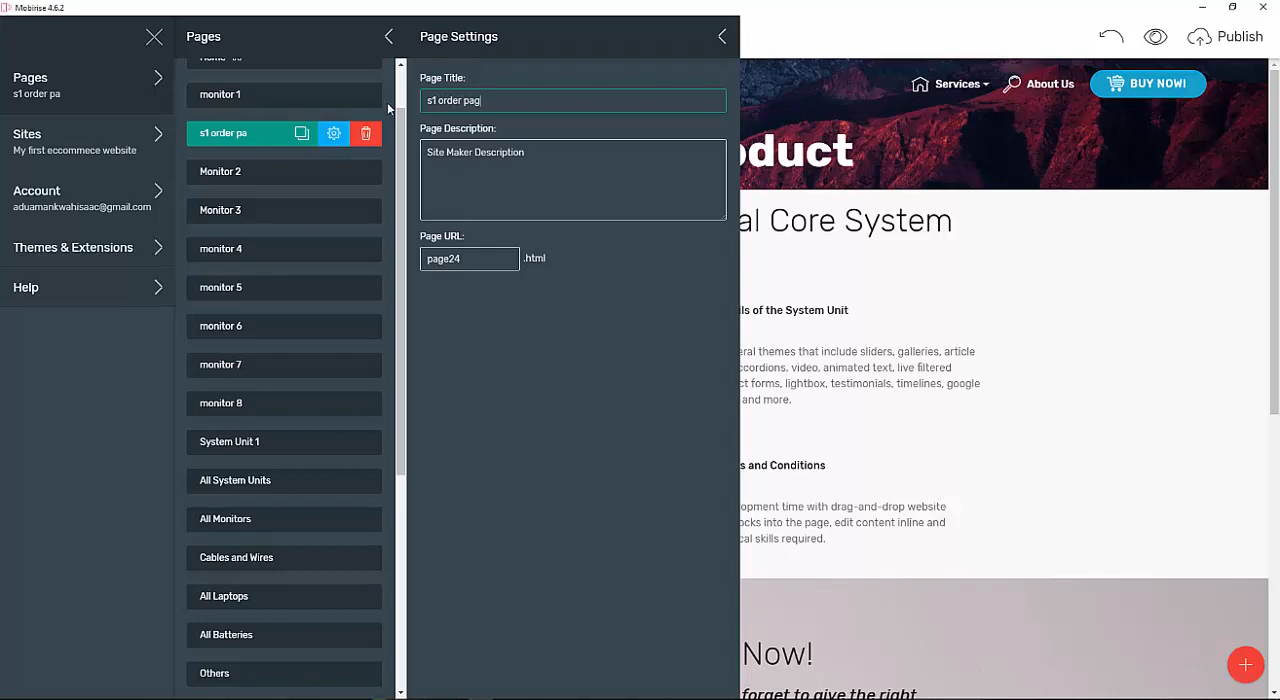 Mobirise 4.6.2
Pages
Page Settings
Publish
Pages
s1 order pa
Sites
My first eccommece website
Account
aduamankwahisaac@gmail.com
Themes & Extensions
Help
monitor 1
s1 order pa
Monitor 2
Monitor 3
monitor 4
monitor 5
monitor 6
monitor 7
monitor 8
System Unit 1
All System Units
All Monitors
Cables and Wires
All Laptops
All Batteries
Others
Page Title:
s1 order pag
Page Description:
Site Maker Description
Page URL:
page24 .html
Services
About Us
BUY NOW!
oduct
al Core System
ils of the System Unit
eral themes that include sliders, galleries, article
ccordions, video, animated text, live filtered
ct forms, lightbox, testimonials, timelines, google
and more.
s and Conditions
opment time with drag-and-drop website
ocks into the page, edit content inline and
cal skills required.
Now!
forget to give the right